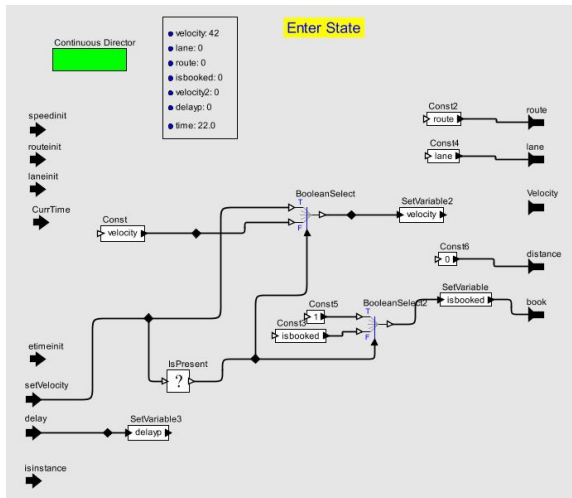 Enter State
Continuous Director
velocity: 42
lane: 0
route: 0
isbooked: 0
velocity2: 0
delayp: 0
time: 22.0
speedinit
routeinit
laneinit
CurrTime
Const
velocity
BooleanSelect
T
F
SetVariable2
velocity
Const2
route
route
Const4
lane
lane
Velocity
Const6
0
distance
SetVariable
isbooked
book
Const5
1
BooleanSelect2
T
F
Const3
isbooked
IsPresent
?
etimeinit
setVelocity
delay
SetVariable3
delayp
isinstance